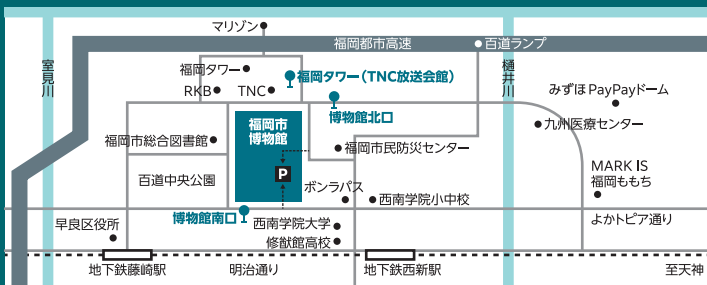 マリゾン
福岡都市高速
百道ランプ
室見川
樋井川
福岡タワー
福岡タワー(TNC放送会館)
RKB
TNC
みずほPayPayドーム
博物館北口
九州医療センター
福岡市
博物館
福岡市総合図書館
福岡市民防災センター
P
MARK IS
福岡ももち
百道中央公園
ボンラパス
西南学院小中校
博物館南口
よかトピア通り
早良区役所
西南学院大学
修猷館高校
地下鉄藤崎駅
明治通り
地下鉄西新駅
至天神